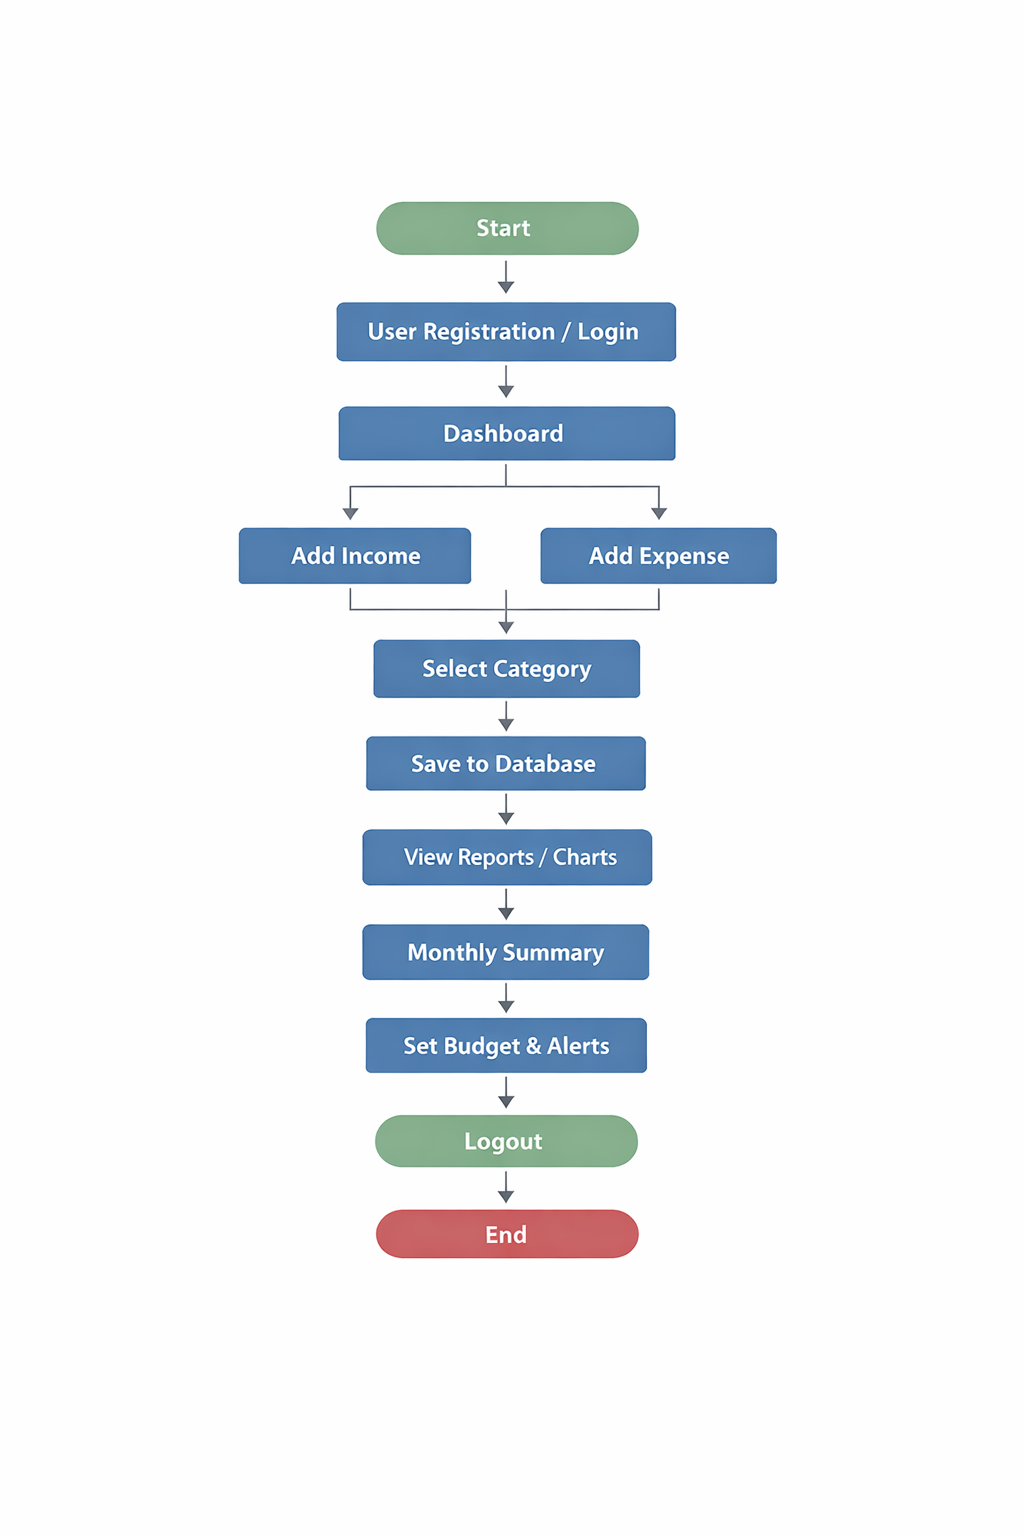 Start
User Registration / Login
Dashboard
Add Income
Add Expense
Select Category
Save to Database
View Reports / Charts
Monthly Summary
Set Budget & Alerts
Logout
End